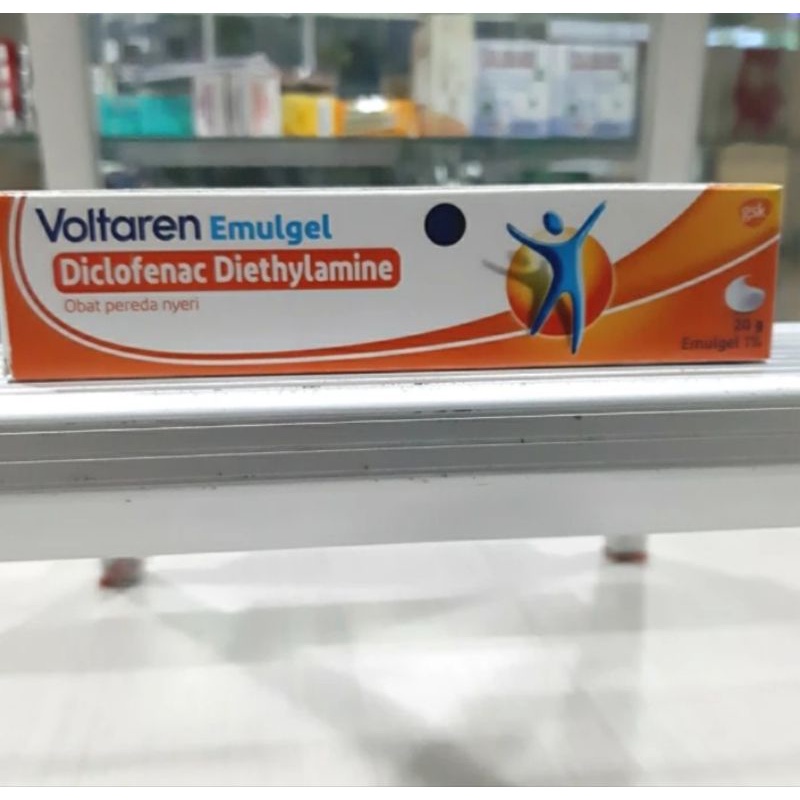 Voltaren Emulgel
Diclofenac Diethylamine
Obat pereda nyeri
gsk
20 g
Emulgel 1%